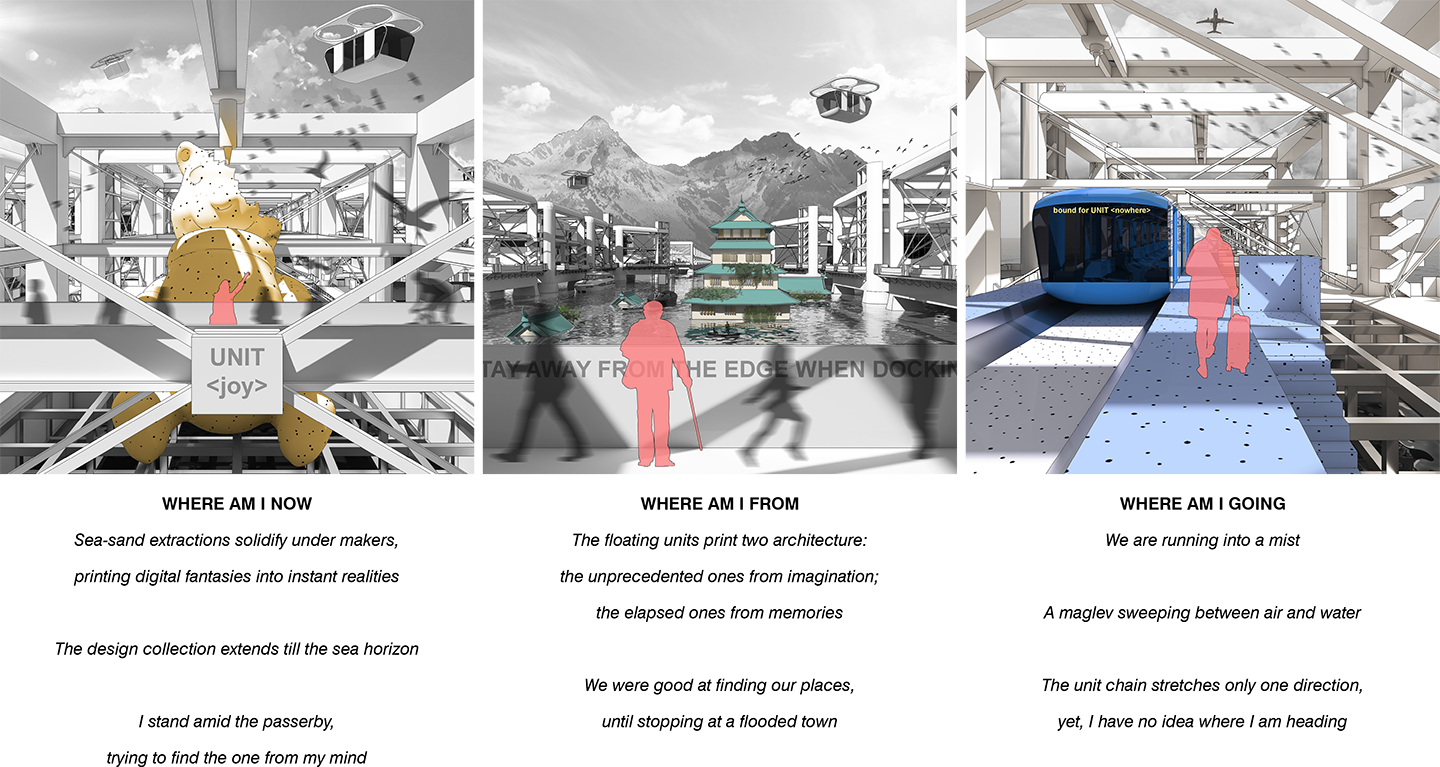 UNIT
<joy>
TAY AWAY FROM THE EDGE WHEN DOCKIN
bound for UNIT <nowhere>
WHERE AM I NOW
Sea-sand extractions solidify under makers,
printing digital fantasies into instant realities
The design collection extends till the sea horizon
I stand amid the passerby,
trying to find the one from my mind
WHERE AM I FROM
The floating units print two architecture:
the unprecedented ones from imagination;
the elapsed ones from memories
We were good at finding our places,
until stopping at a flooded town
WHERE AM I GOING
We are running into a mist
A maglev sweeping between air and water
The unit chain stretches only one direction,
yet, I have no idea where I am heading